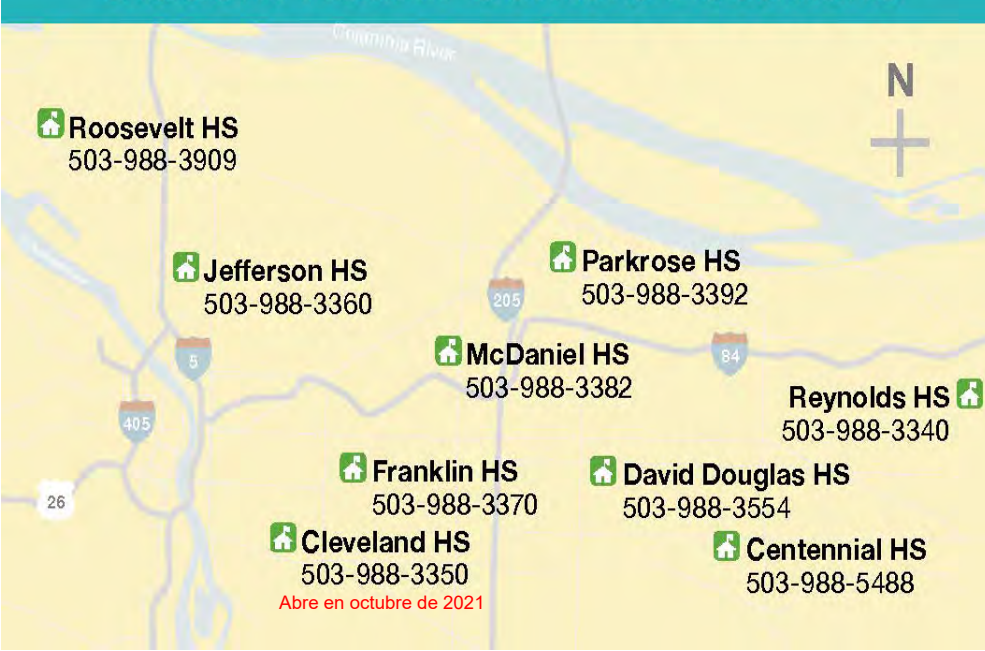 Columbia River
N
Roosevelt HS
503-988-3909
Jefferson HS
503-988-3360
Parkrose HS
503-988-3392
205
McDaniel HS
503-988-3382
5
84
Reynolds HS
503-988-3340
405
Franklin HS
503-988-3370
David Douglas HS
503-988-3554
26
Cleveland HS
503-988-3350
Abre en octubre de 2021
Centennial HS
503-988-5488